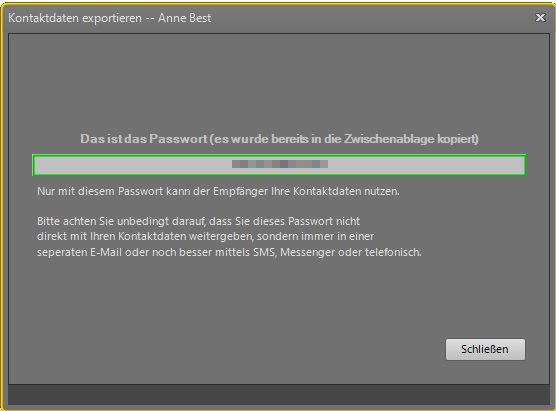 Kontaktdaten exportieren -- Anne Best
Das ist das Passwort (es wurde bereits in die Zwischenablage kopiert)
Nur mit diesem Passwort kann der Empfänger Ihre Kontaktdaten nutzen.
Bitte achten Sie unbedingt darauf, dass Sie dieses Passwort nicht
direkt mit Ihren Kontaktdaten weitergeben, sondern immer in einer
seperaten E-Mail oder noch besser mittels SMS, Messenger oder telefonisch.
Schließen